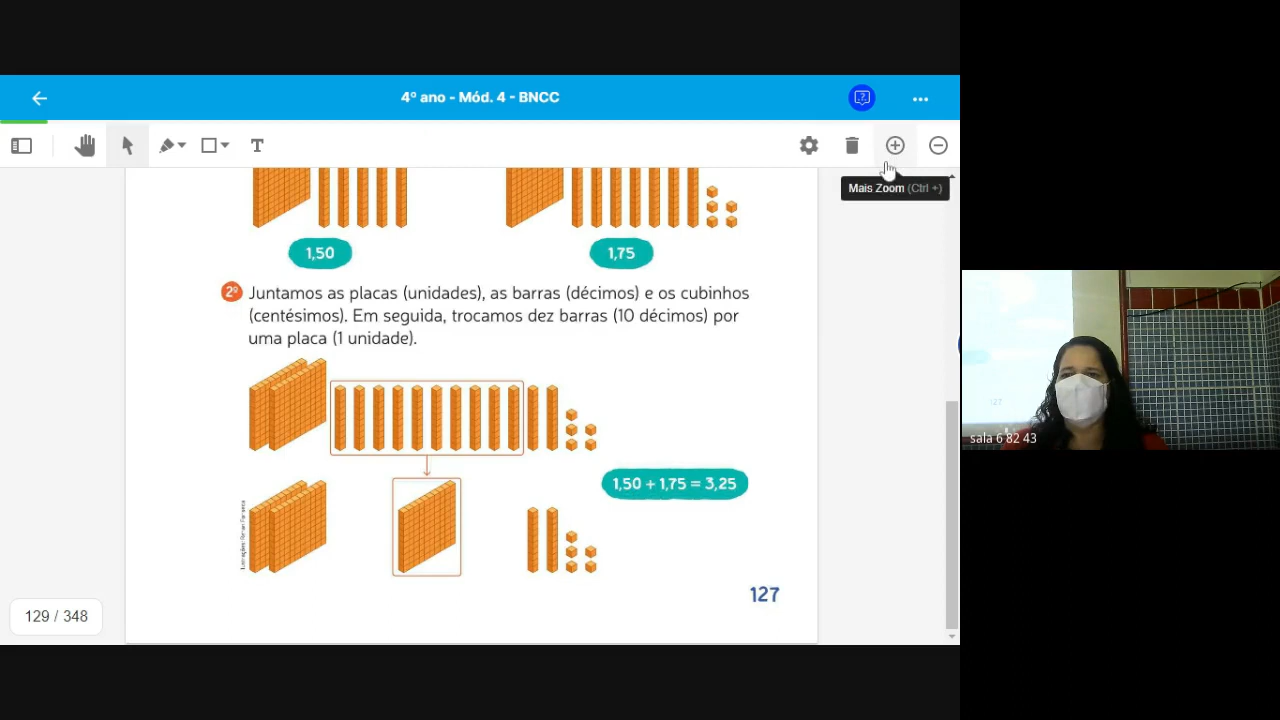 4º ano - Mód. 4 - BNCC
T
Mais Zoom (Ctrl +)
1,50
1,75
2º Juntamos as placas (unidades), as barras (décimos) e os cubinhos
(centésimos). Em seguida, trocamos dez barras (10 décimos) por
uma placa (1 unidade).
1,50 + 1,75 = 3,25
127
129 / 348
127
sala 6 82 43